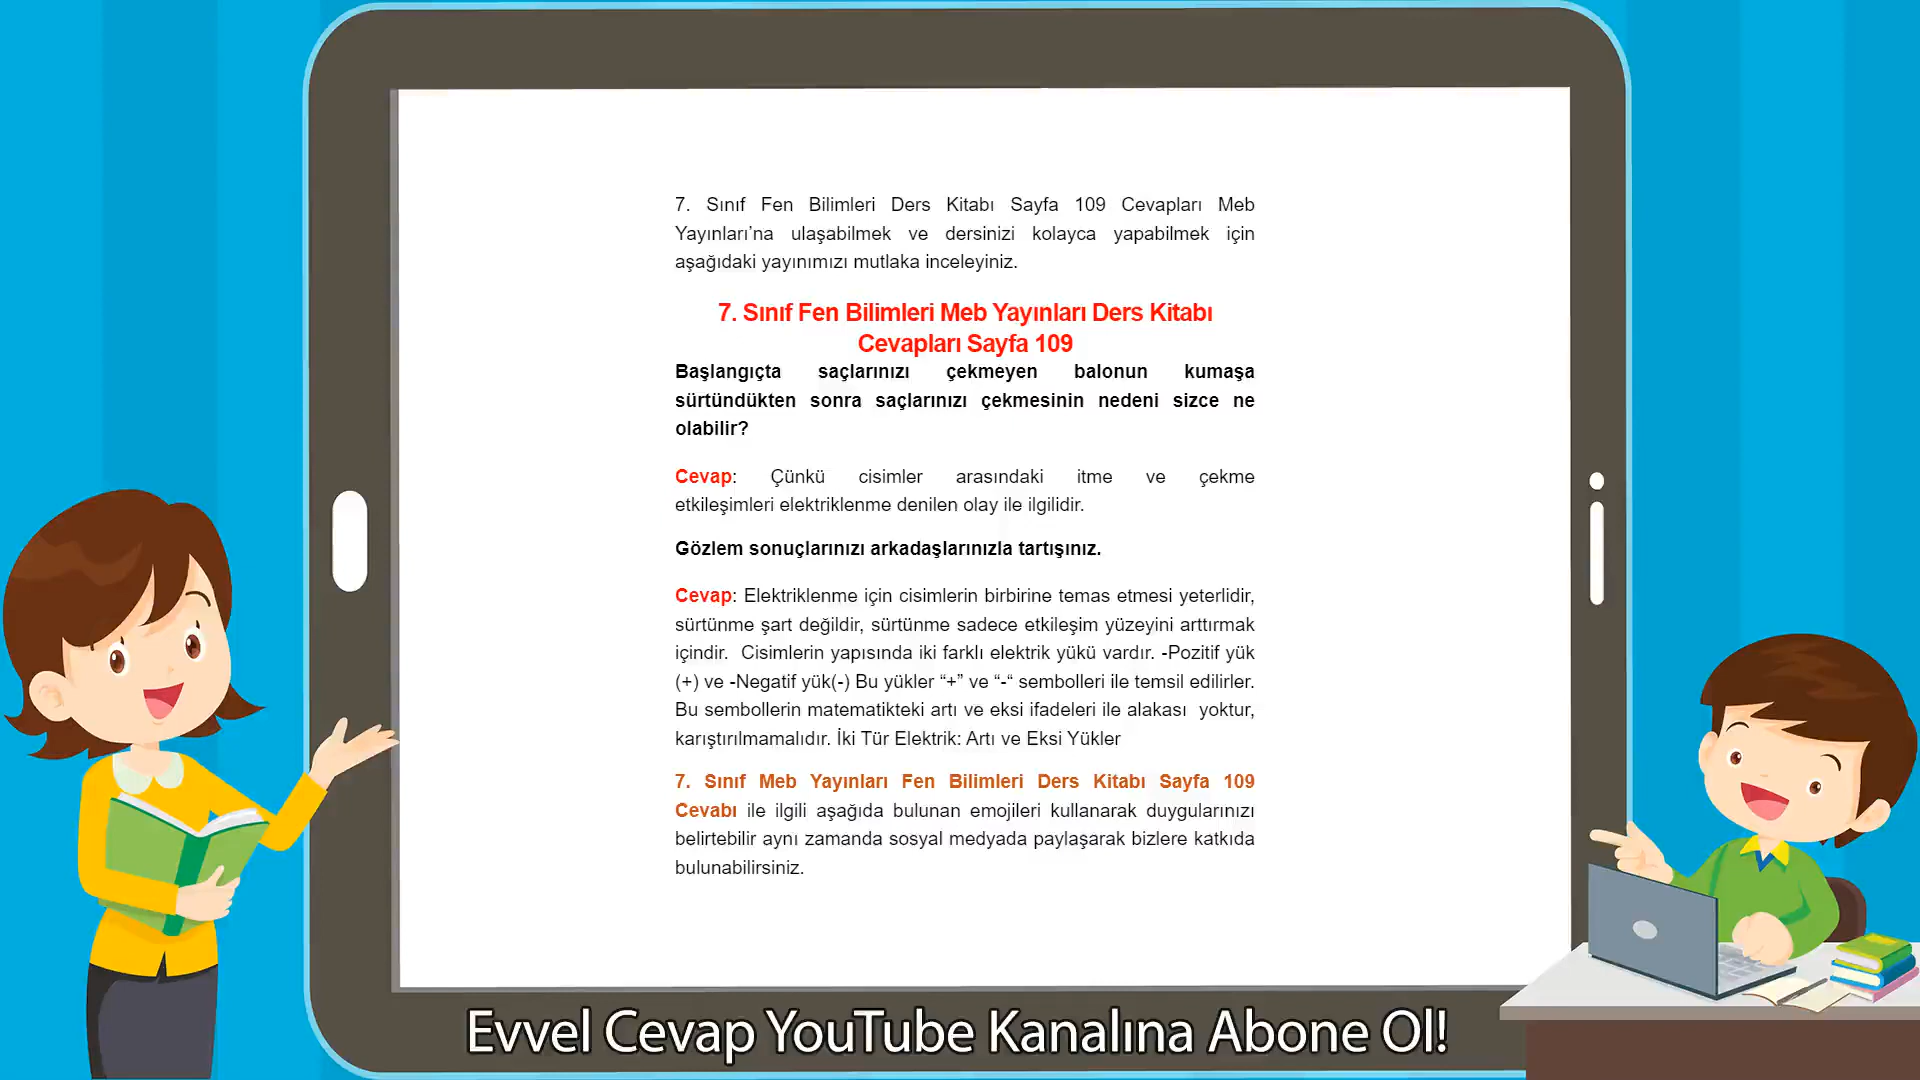 7. Sınıf Fen Bilimleri Ders Kitabı Sayfa 109 Cevapları Meb
Yayınları’na ulaşabilmek ve dersinizi kolayca yapabilmek için
aşağıdaki yayınımızı mutlaka inceleyiniz.
7. Sınıf Fen Bilimleri Meb Yayınları Ders Kitabı
Cevapları Sayfa 109
Başlangıçta saçlarınızı çekmeyen balonun kumaşa
sürtündükten sonra saçlarınızı çekmesinin nedeni sizce ne
olabilir?
Cevap: Çünkü cisimler arasındaki itme ve çekme
etkileşimleri elektriklenme denilen olay ile ilgilidir.
Gözlem sonuçlarınızı arkadaşlarınızla tartışınız.
Cevap: Elektriklenme için cisimlerin birbirine temas etmesi yeterlidir,
sürtünme şart değildir, sürtünme sadece etkileşim yüzeyini arttırmak
içindir. Cisimlerin yapısında iki farklı elektrik yükü vardır. -Pozitif yük
(+) ve -Negatif yük(-) Bu yükler “+” ve “-“ sembolleri ile temsil edilirler.
Bu sembollerin matematikteki artı ve eksi ifadeleri ile alakası yoktur,
karıştırılmamalıdır. İki Tür Elektrik: Artı ve Eksi Yükler
7. Sınıf Meb Yayınları Fen Bilimleri Ders Kitabı Sayfa 109
Cevabı ile ilgili aşağıda bulunan emojileri kullanarak duygularınızı
belirtebilir aynı zamanda sosyal medyada paylaşarak bizlere katkıda
bulunabilirsiniz.
Evvel Cevap YouTube Kanalına Abone Ol!